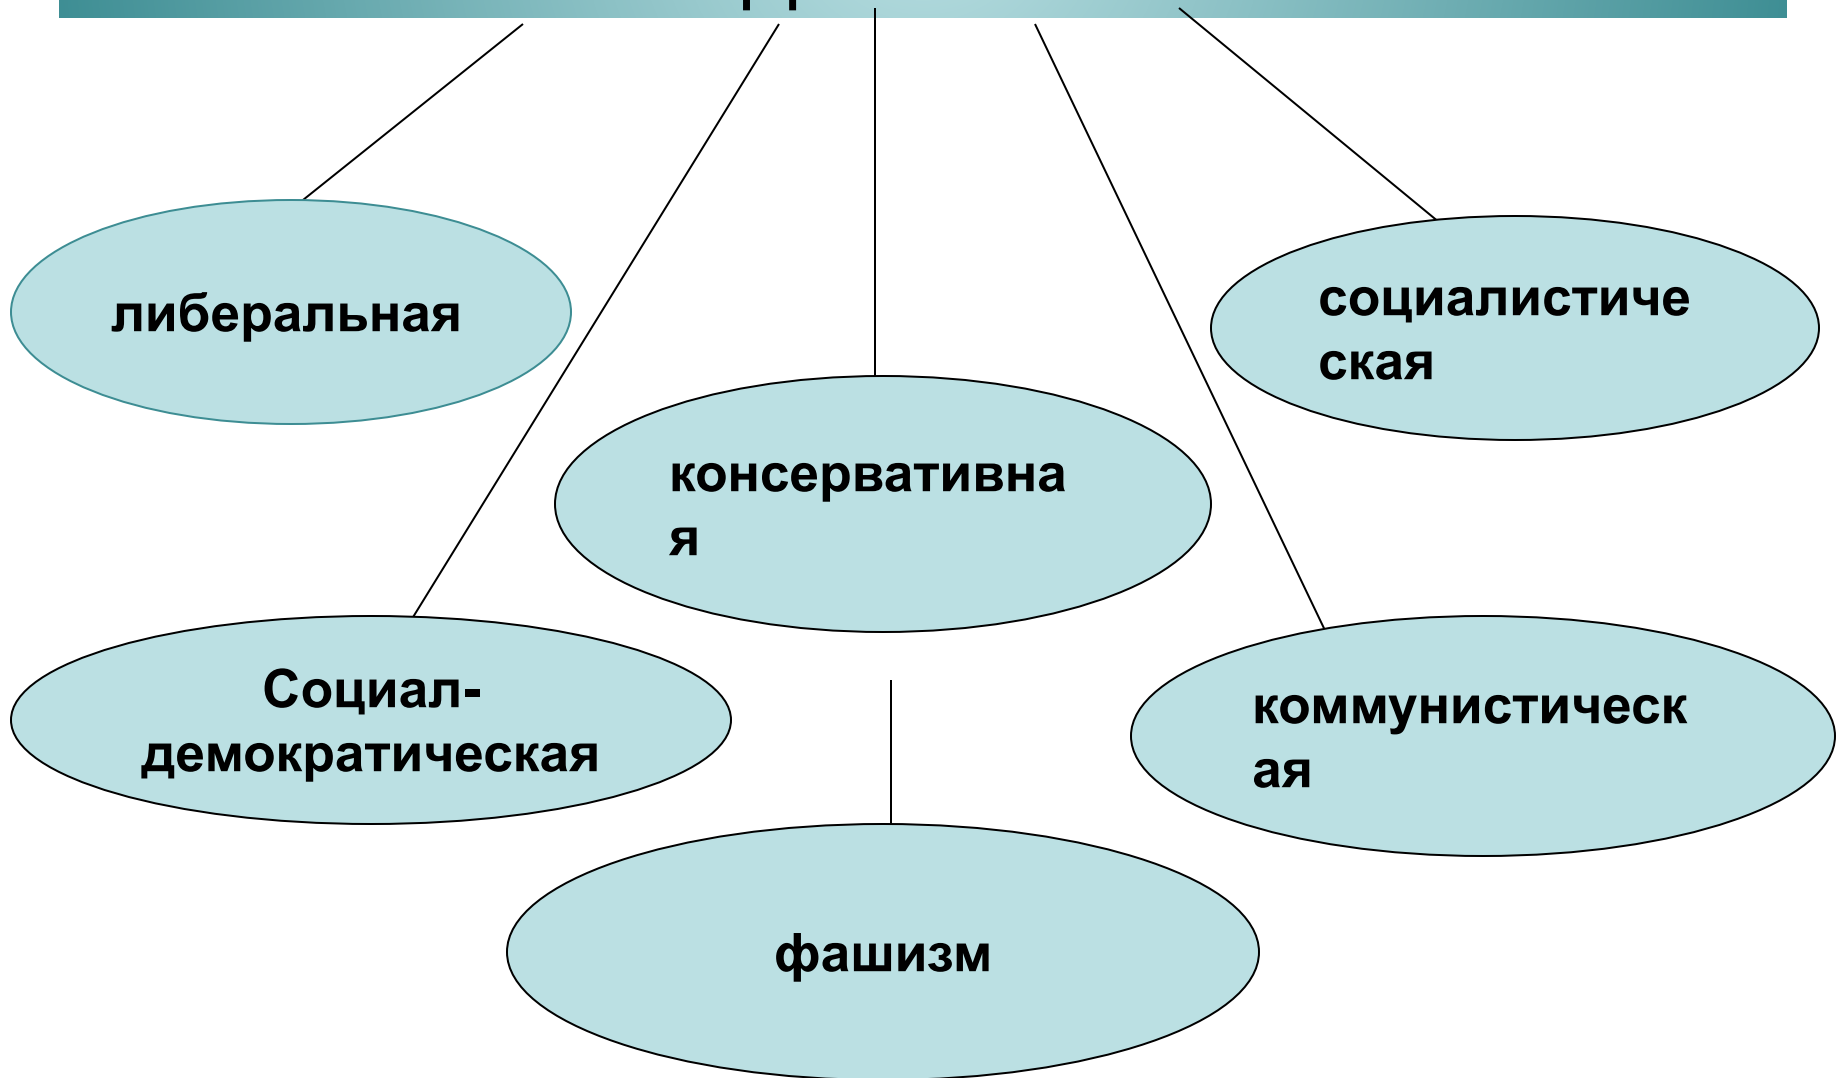 либеральная
социалистиче
ская
консервативна
я
Социал-
демократическая
коммунистическ
ая
фашизм